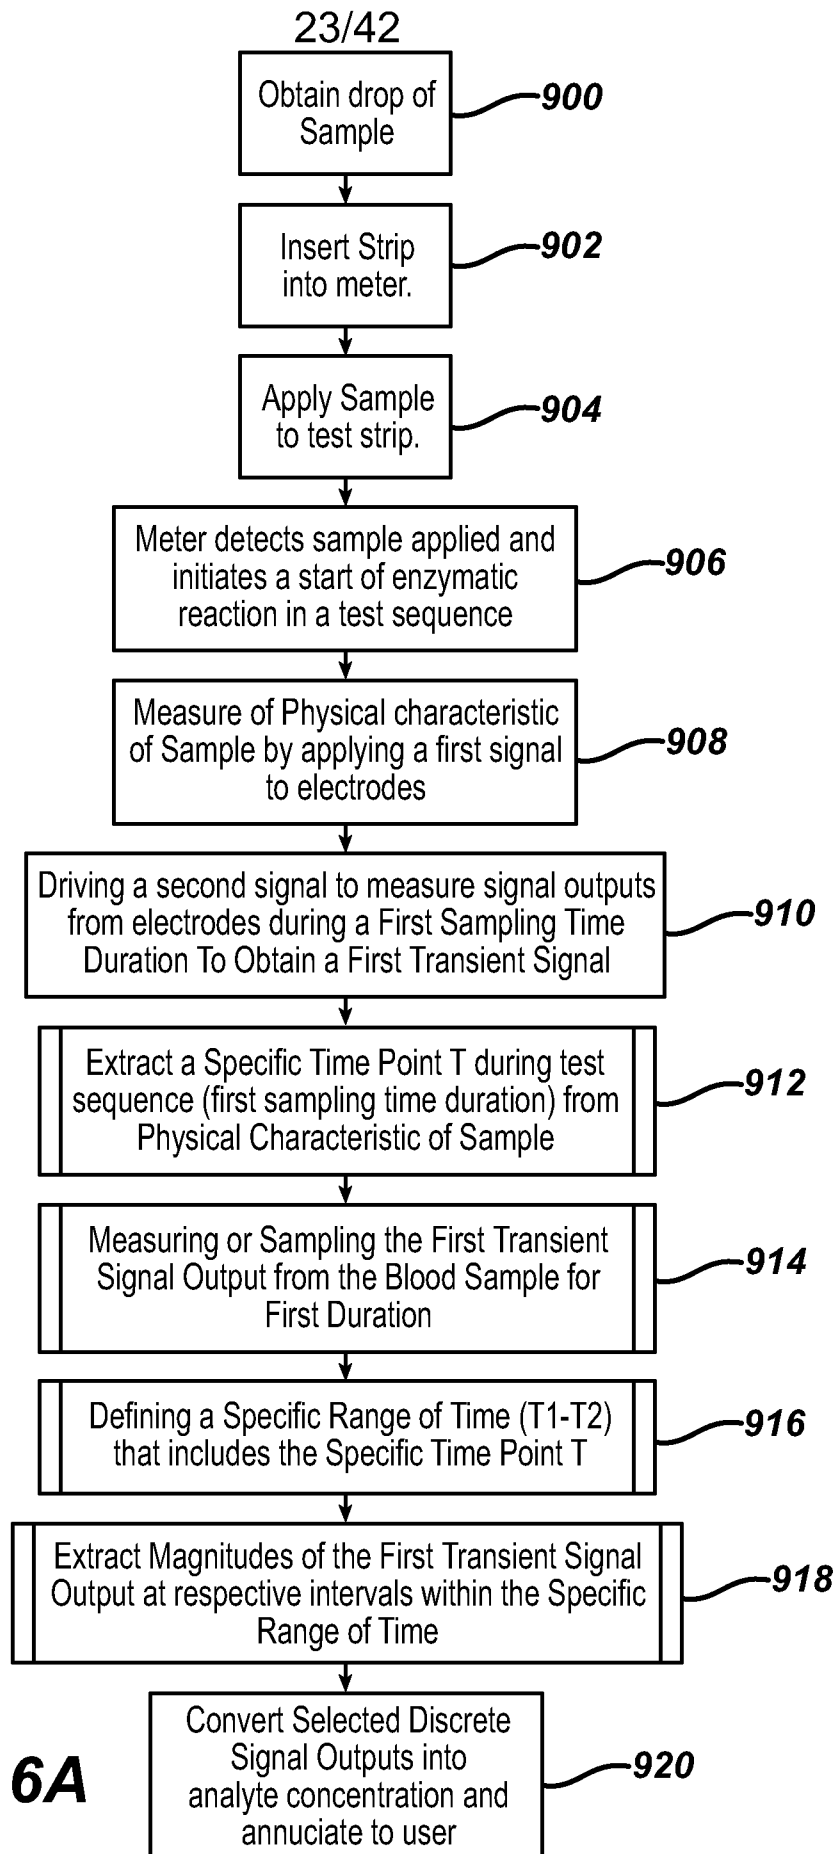 23/42
Obtain drop of
Sample
900
Insert Strip
into meter.
902
Apply Sample
to test strip.
904
Meter detects sample applied and
initiates a start of enzymatic
reaction in a test sequence
906
Measure of Physical characteristic
of Sample by applying a first signal
to electrodes
908
Driving a second signal to measure signal outputs
from electrodes during a First Sampling Time
Duration To Obtain a First Transient Signal
910
Extract a Specific Time Point T during test
sequence (first sampling time duration) from
Physical Characteristic of Sample
912
Measuring or Sampling the First Transient
Signal Output from the Blood Sample for
First Duration
914
Defining a Specific Range of Time (T1-T2)
that includes the Specific Time Point T
916
Extract Magnitudes of the First Transient Signal
Output at respective intervals within the Specific
Range of Time
918
Convert Selected Discrete
Signal Outputs into
analyte concentration and
annuciate to user
920
6A